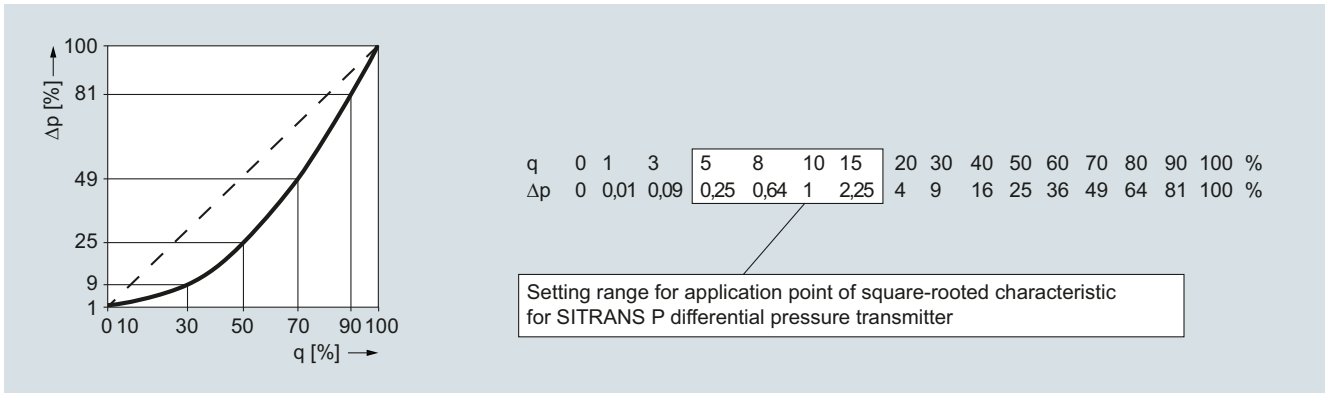 100
81
49
25
9
1
Δp [%]
0 10 30 50 70 90 100
q [%]
q 0 1 3 5 8 10 15 20 30 40 50 60 70 80 90 100 %
Δp 0 0,01 0,09 0,25 0,64 1 2,25 4 9 16 25 36 49 64 81 100 %
Setting range for application point of square-rooted characteristic
for SITRANS P differential pressure transmitter